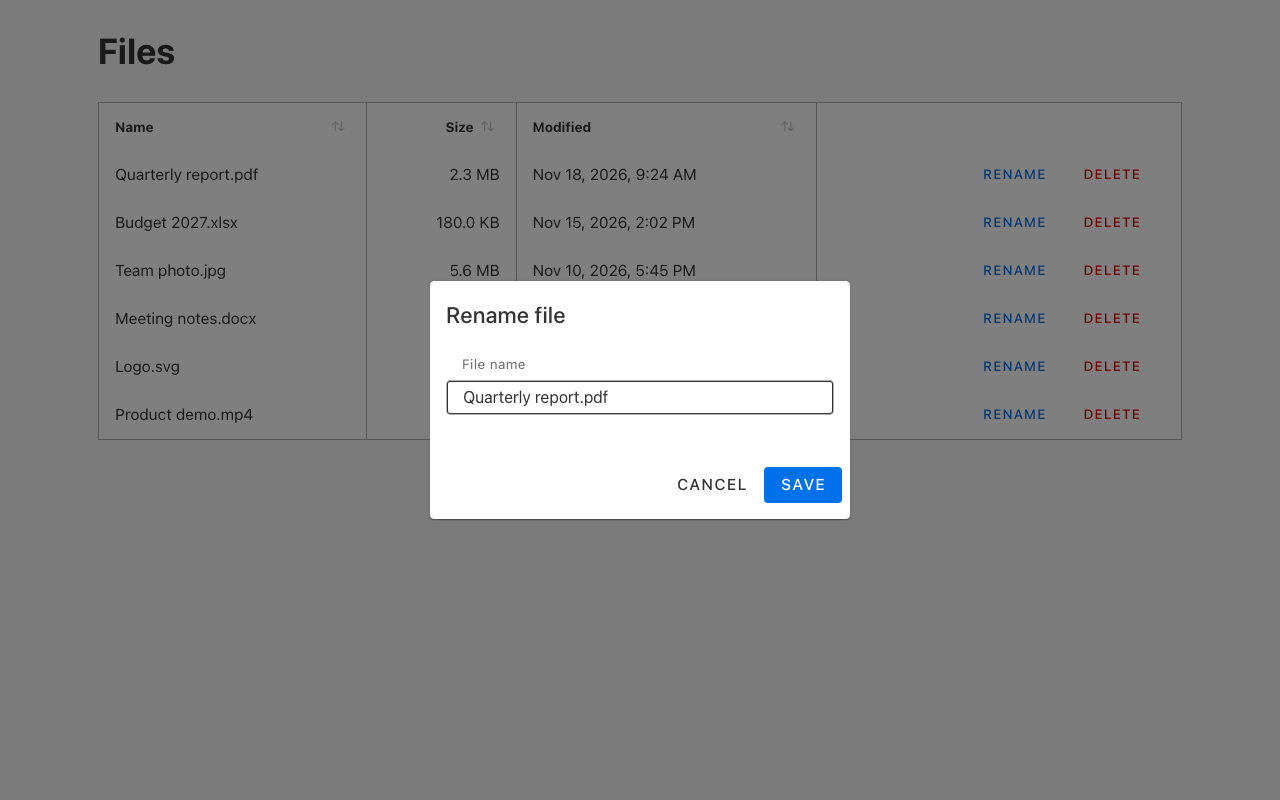 Files
Name Size Modified
Quarterly report.pdf 2.3 MB Nov 18, 2026, 9:24 AM RENAME DELETE
Budget 2027.xlsx 180.0 KB Nov 15, 2026, 2:02 PM RENAME DELETE
Team photo.jpg 5.6 MB Nov 10, 2026, 5:45 PM RENAME DELETE
Meeting notes.docx RENAME DELETE
Logo.svg RENAME DELETE
Product demo.mp4 RENAME DELETE
Rename file
File name
Quarterly report.pdf
CANCEL SAVE